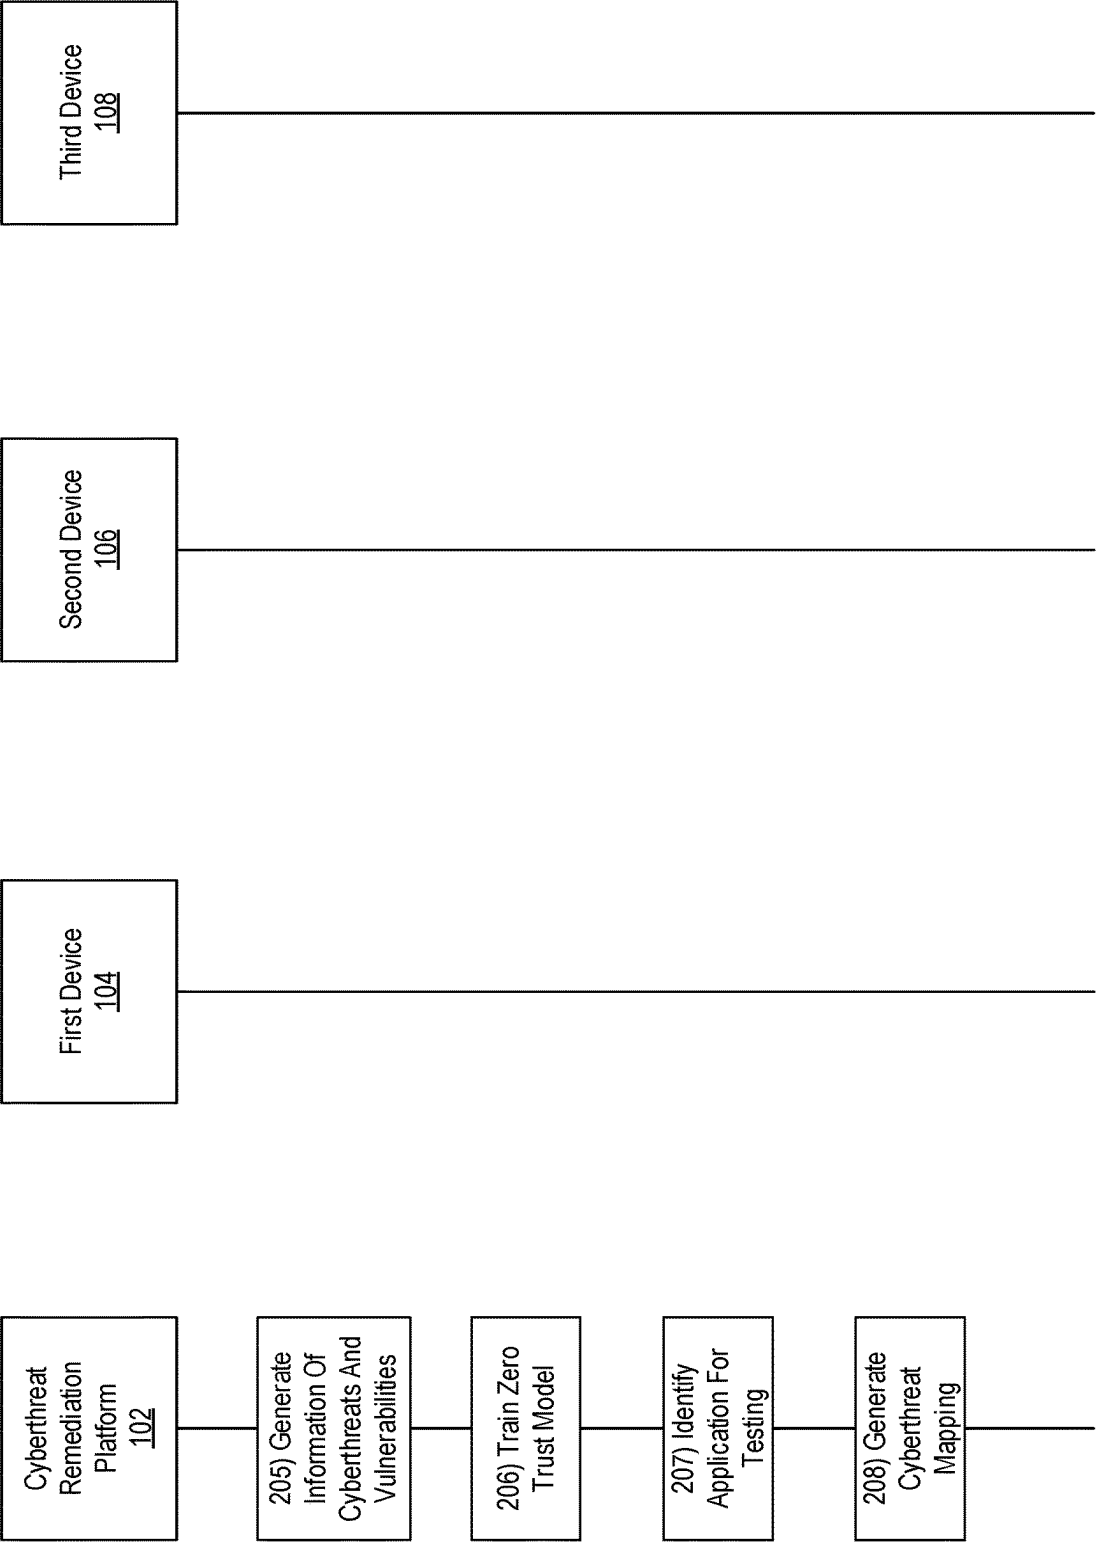 Cyberthreat
Remediation
Platform
102
First Device
104
Second Device
106
Third Device
108
205) Generate
Information Of
Cyberthreats And
Vulnerabilities
206) Train Zero
Trust Model
207) Identify
Application For
Testing
208) Generate
Cyberthreat
Mapping